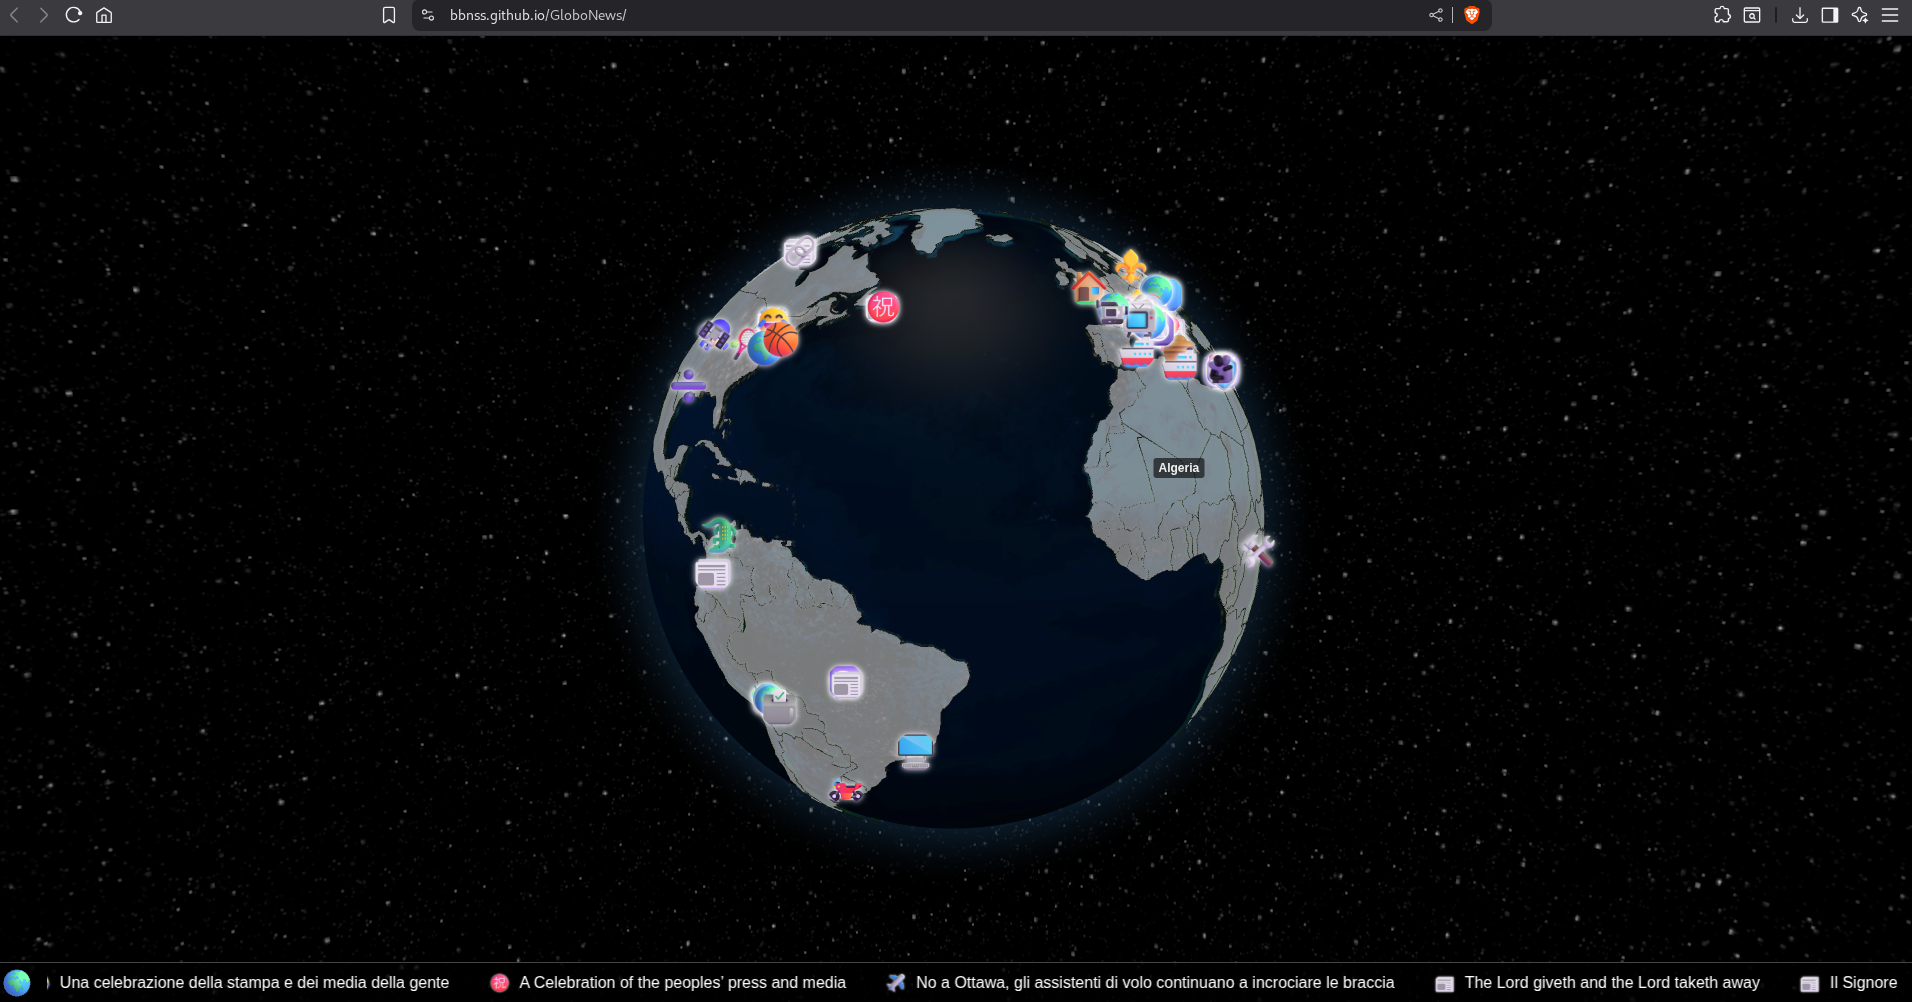 bbnss.github.io/GloboNews/
祝
Algeria
Una celebrazione della stampa e dei media della gente
祝 A Celebration of the peoples’ press and media
No a Ottawa, gli assistenti di volo continuano a incrociare le braccia
The Lord giveth and the Lord taketh away
Il Signore